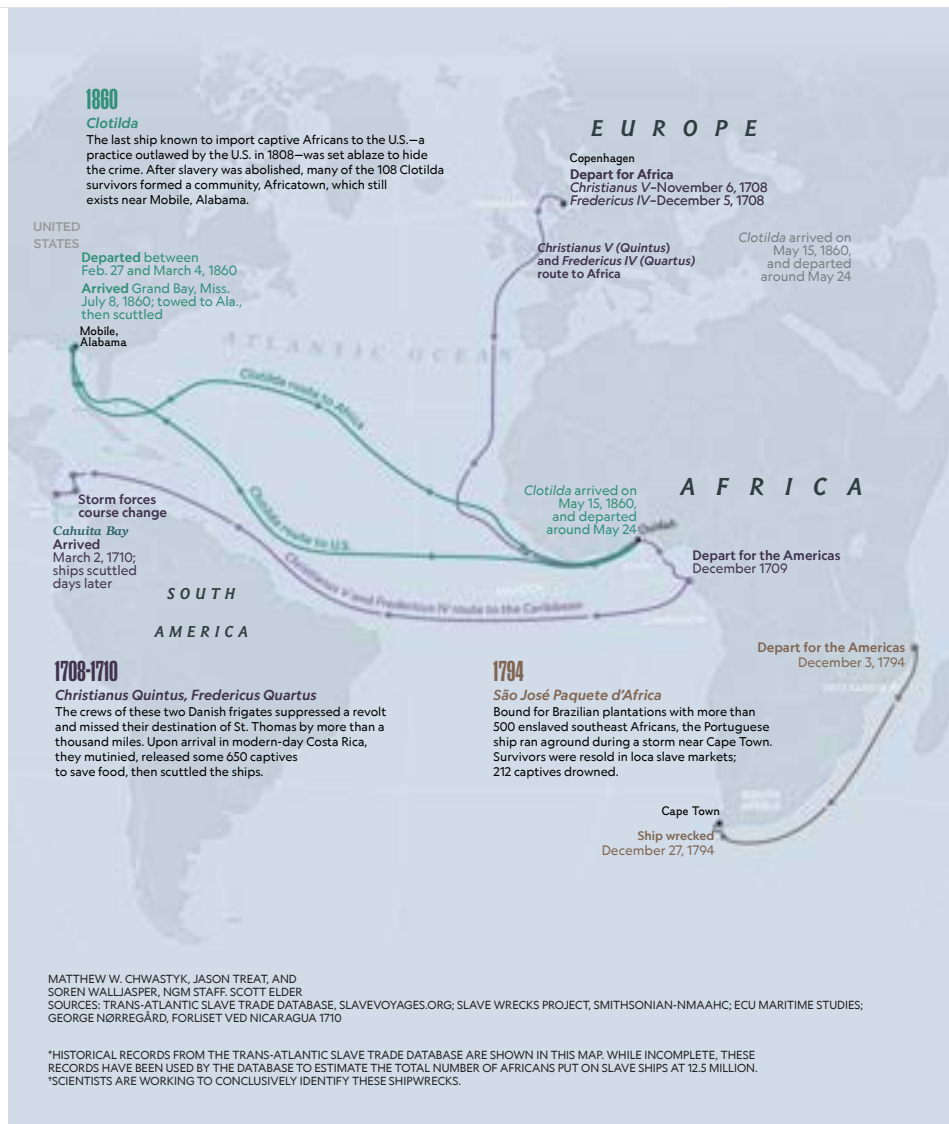 1860
Clotilda
The last ship known to import captive Africans to the U.S.—a
practice outlawed by the U.S. in 1808—was set ablaze to hide
the crime. After slavery was abolished, many of the 108 Clotilda
survivors formed a community, Africatown, which still
exists near Mobile, Alabama.
EUROPE
Copenhagen
Depart for Africa
Christianus V–November 6, 1708
Fredericus IV–December 5, 1708
UNITED
STATES
Departed between
Feb. 27 and March 4, 1860
Arrived Grand Bay, Miss.
July 8, 1860; towed to Ala.,
then scuttled
Mobile,
Alabama
Christianus V (Quintus)
and Fredericus IV (Quartus)
route to Africa
Clotilda arrived on
May 15, 1860,
and departed
around May 24
ATLANTIC OCEAN
Clotilda route to Africa
AFRICA
Clotilda arrived on
May 15, 1860,
and departed
around May 24
Ouidah
Storm forces
course change
Cahuita Bay
Arrived
March 2, 1710;
ships scuttled
days later
Clotilda route to U.S.
Christianus V and Fredericus IV route to the Caribbean
Depart for the Americas
December 1709
SOUTH
AMERICA
Depart for the Americas
December 3, 1794
MOZAMBIQUE
1708-1710
Christianus Quintus, Fredericus Quartus
The crews of these two Danish frigates suppressed a revolt
and missed their destination of St. Thomas by more than a
thousand miles. Upon arrival in modern-day Costa Rica,
they mutinied, released some 650 captives
to save food, then scuttled the ships.
1794
São José Paquete d’Africa
Bound for Brazilian plantations with more than
500 enslaved southeast Africans, the Portuguese
ship ran aground during a storm near Cape Town.
Survivors were resold in loca slave markets;
212 captives drowned.
SOUTH
AFRICA
Cape Town
Ship wrecked
December 27, 1794
MATTHEW W. CHWASTYK, JASON TREAT, AND
SOREN WALLJASPER, NGM STAFF. SCOTT ELDER
SOURCES: TRANS-ATLANTIC SLAVE TRADE DATABASE, SLAVEVOYAGES.ORG; SLAVE WRECKS PROJECT, SMITHSONIAN-NMAAHC; ECU MARITIME STUDIES;
GEORGE NØRREGÅRD, FORLISET VED NICARAGUA 1710
*HISTORICAL RECORDS FROM THE TRANS-ATLANTIC SLAVE TRADE DATABASE ARE SHOWN IN THIS MAP. WHILE INCOMPLETE, THESE
RECORDS HAVE BEEN USED BY THE DATABASE TO ESTIMATE THE TOTAL NUMBER OF AFRICANS PUT ON SLAVE SHIPS AT 12.5 MILLION.
*SCIENTISTS ARE WORKING TO CONCLUSIVELY IDENTIFY THESE SHIPWRECKS.